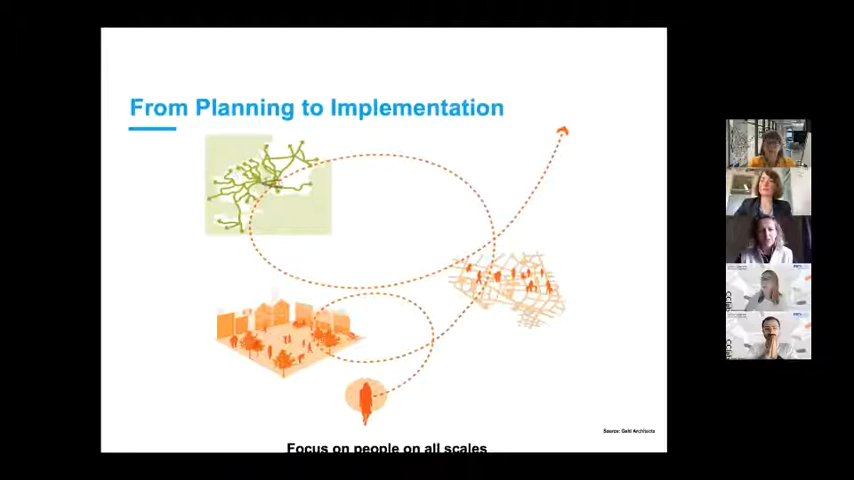 From Planning to Implementation
Source: Gehl Architects
Focus on people on all scales